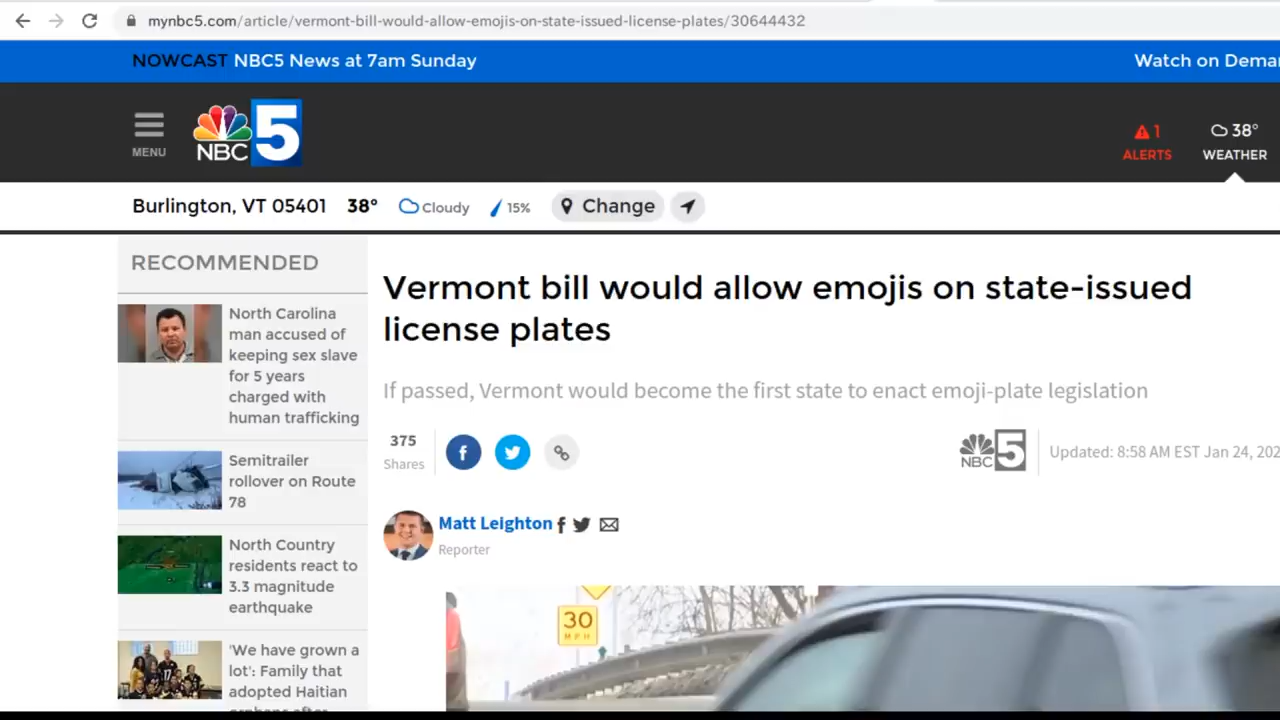 mynbc5.com/article/vermont-bill-would-allow-emojis-on-state-issued-license-plates/30644432
NOWCAST NBC5 News at 7am Sunday
Watch on Dema
MENU
NBC 5
1
ALERTS
38°
WEATHER
Burlington, VT 05401 38° Cloudy 15% Change
RECOMMENDED
North Carolina
man accused of
keeping sex slave
for 5 years
charged with
human trafficking
Semitrailer
rollover on Route
78
North Country
residents react to
3.3 magnitude
earthquake
'We have grown a
lot': Family that
adopted Haitian
Vermont bill would allow emojis on state-issued
license plates
If passed, Vermont would become the first state to enact emoji-plate legislation
375
Shares
NBC 5
Updated: 8:58 AM EST Jan 24, 202
Matt Leighton
Reporter
30
MPH